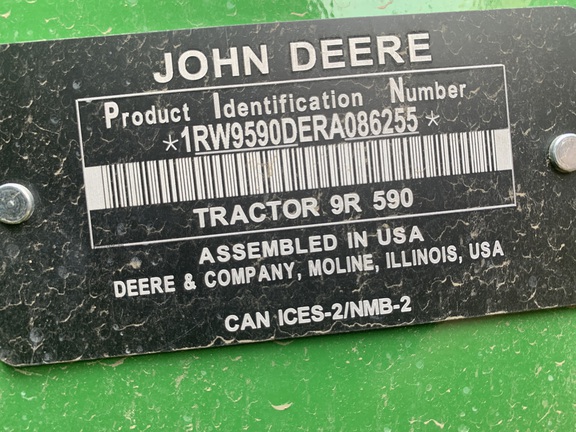 JOHN DEERE
Product Identification Number
*1RW9590DERA086255*
TRACTOR 9R 590
ASSEMBLED IN USA
DEERE & COMPANY, MOLINE, ILLINOIS, USA
CAN ICES-2/NMB-2